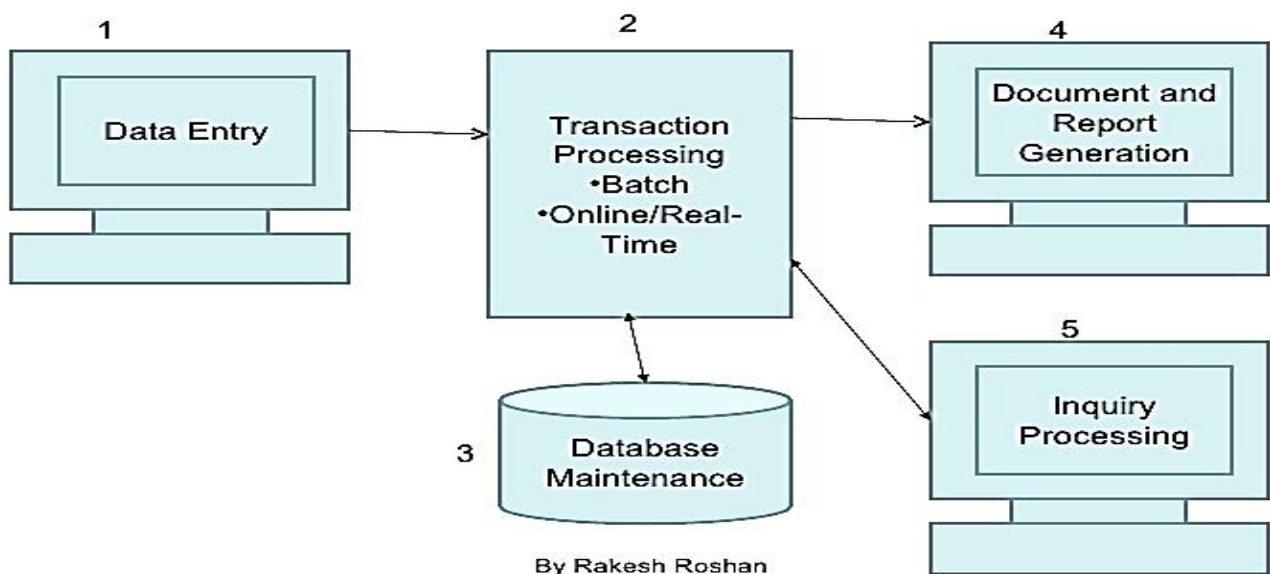 1
Data Entry
2
Transaction
Processing
•Batch
•Online/Real-
Time
3
Database
Maintenance
4
Document and
Report
Generation
5
Inquiry
Processing
By Rakesh Roshan